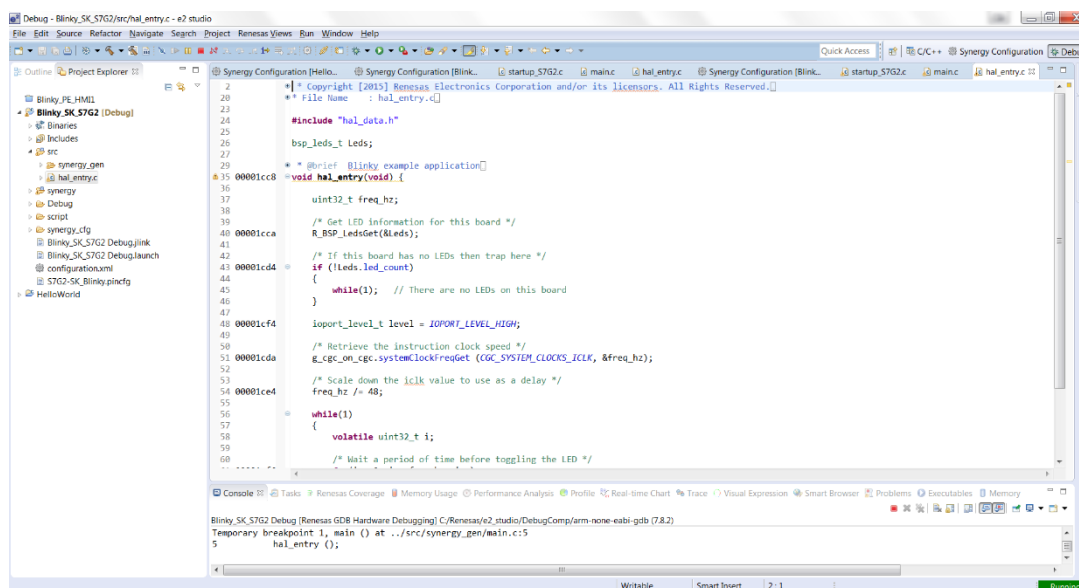 Debug - Blinky_SK_S7G2/src/hal_entry.c - e2 studio
File Edit Source Refactor Navigate Search Project Renesas Views Run Window Help
Quick Access C/C++ Synergy Configuration Debu
Outline Project Explorer Synergy Configuration [Hello... Synergy Configuration [Blink... startup_S7G2.c main.c hal_entry.c Synergy Configuration [Blink... startup_S7G2.c main.c hal_entry.c
Blinky_PE_HMI1
Blinky_SK_S7G2 [Debug]
Binaries
Includes
src
synergy_gen
hal_entry.c
synergy
Debug
script
synergy_cfg
Blinky_SK_S7G2 Debug.jlink
Blinky_SK_S7G2 Debug.launch
configuration.xml
S7G2-SK_Blinky.pincfg
HelloWorld
2 * Copyright [2015] Renesas Electronics Corporation and/or its licensors. All Rights Reserved.
20 * File Name : hal_entry.c
23
24 #include "hal_data.h"
25
26 bsp_leds_t Leds;
27
29 * @brief Blinky example application
35 00001cc8 void hal_entry(void) {
36
37 uint32_t freq_hz;
38
39 /* Get LED information for this board */
40 00001cca R_BSP_LedsGet(&Leds);
41
42 /* If this board has no LEDs then trap here */
43 00001cd4 if (!Leds.led_count)
44 {
45 while(1); // There are no LEDs on this board
46 }
47
48 00001cf4 ioport_level_t level = IOPORT_LEVEL_HIGH;
49
50 /* Retrieve the instruction clock speed */
51 00001cda g_cgc_on_cgc.systemClockFreqGet (CGC_SYSTEM_CLOCKS_ICLK, &freq_hz);
52
53 /* Scale down the iclk value to use as a delay */
54 00001ce4 freq_hz /= 48;
55
56 while(1)
57 {
58 volatile uint32_t i;
59
60 /* Wait a period of time before toggling the LED */
Console Tasks Renesas Coverage Memory Usage Performance Analysis Profile Real-time Chart Trace Visual Expression Smart Browser Problems Executables Memory
Blinky_SK_S7G2 Debug [Renesas GDB Hardware Debugging] C:/Renesas/e2_studio/DebugComp/arm-none-eabi-gdb (7.8.2)
Temporary breakpoint 1, main () at ../src/synergy_gen/main.c:5
5 hal_entry ();
Writable Smart Insert 2 : 1 Running